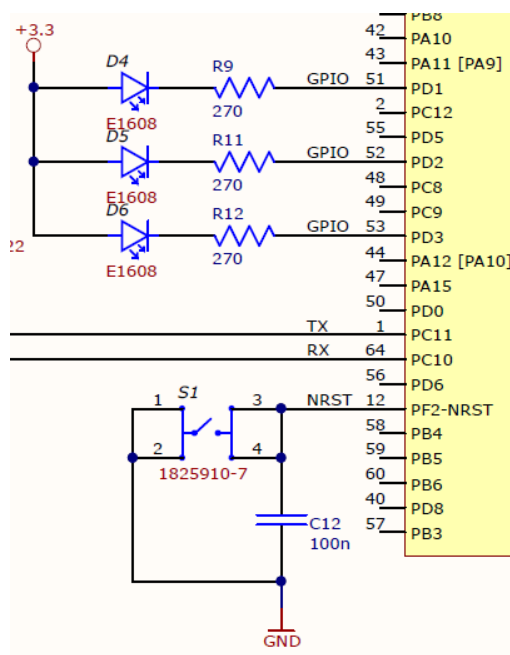 PB8
42 PA10
+3.3
43 PA11 [PA9]
D4 R9 GPIO 51 PD1
E1608 270
2 PC12
55 PD5
D5 R11 GPIO 52 PD2
E1608 270
48 PC8
49 PC9
D6 R12 GPIO 53 PD3
22
E1608 270
44 PA12 [PA10]
47 PA15
50 PD0
TX 1 PC11
RX 64 PC10
56 PD6
S1
1 3 NRST 12 PF2-NRST
58 PB4
2 4
59 PB5
1825910-7
60 PB6
40 PD8
C12
100n
57 PB3
GND